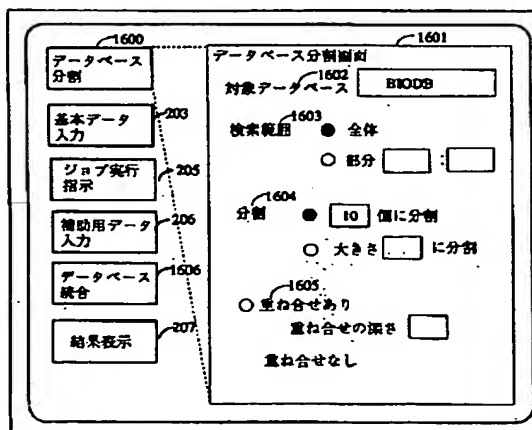 1600
データベース
分割
基本データ
入力
203
ジョブ実行
指示
205
補助用データ
入力
206
データベース
統合
1606
結果表示
207
1601
データベース分割画面
1602
対象データベース BIODB
1603
検索範囲 ● 全体
○ 部分 :
1604
分割 ● 10 個に分割
○ 大きさ に分割
1605
○ 重ね合せあり
重ね合せの深さ
重ね合せなし